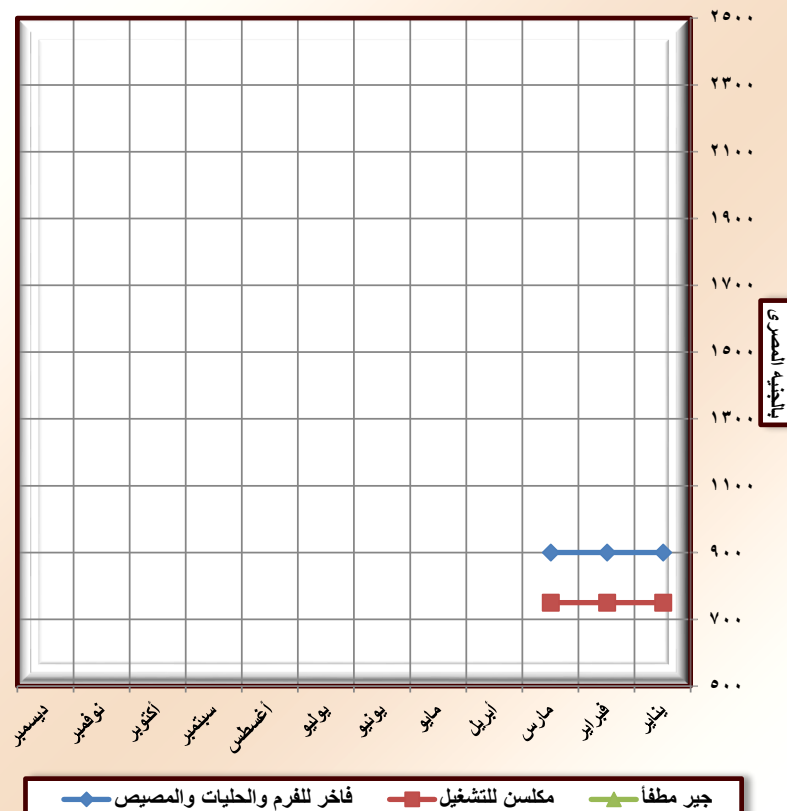 ٢٥٠٠
٢٣٠٠
٢١٠٠
١٩٠٠
١٧٠٠
١٥٠٠
١٣٠٠
١١٠٠
٩٠٠
٧٠٠
٥٠٠
بالجنيه المصرى
يناير
فبراير
مارس
أبريل
مايو
يونيو
يوليو
أغسطس
سبتمبر
أكتوبر
نوفمبر
ديسمبر
جير مطفأ مكلسن للتشغيل فاخر للفرم والحليات والمصيص